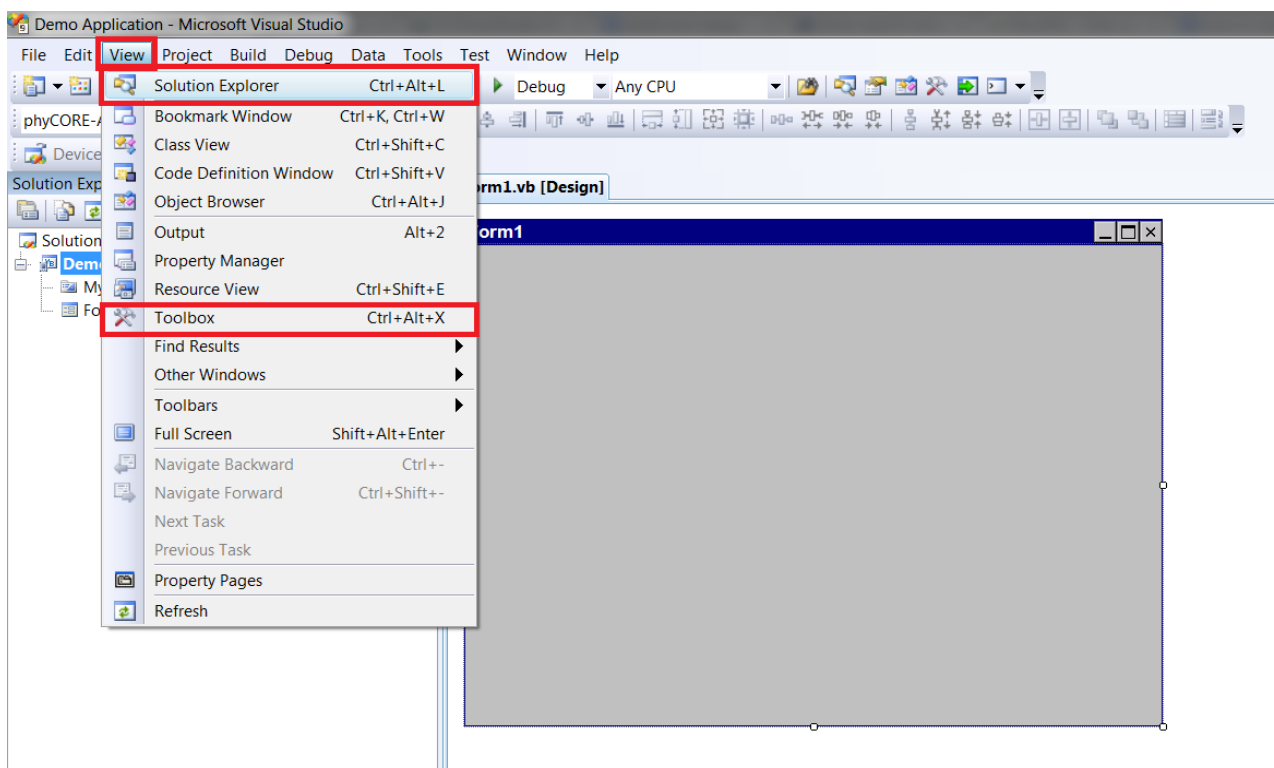 Demo Application - Microsoft Visual Studio
File Edit View Project Build Debug Data Tools Test Window Help
Solution Explorer Ctrl+Alt+L
Debug Any CPU
Bookmark Window Ctrl+K, Ctrl+W
phyCORE-A
Class View Ctrl+Shift+C
Device
Code Definition Window Ctrl+Shift+V
Solution Exp
orm1.vb [Design]
Object Browser Ctrl+Alt+J
Output Alt+2
orm1
Solution
Property Manager
Dem
Resource View Ctrl+Shift+E
My
Toolbox Ctrl+Alt+X
Fo
Find Results
Other Windows
Toolbars
Full Screen Shift+Alt+Enter
Navigate Backward Ctrl+-
Navigate Forward Ctrl+Shift+-
Next Task
Previous Task
Property Pages
Refresh